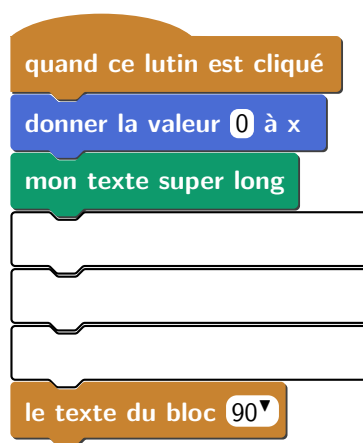 quand ce lutin est cliqué
donner la valeur 0 à x
mon texte super long
le texte du bloc 90▼